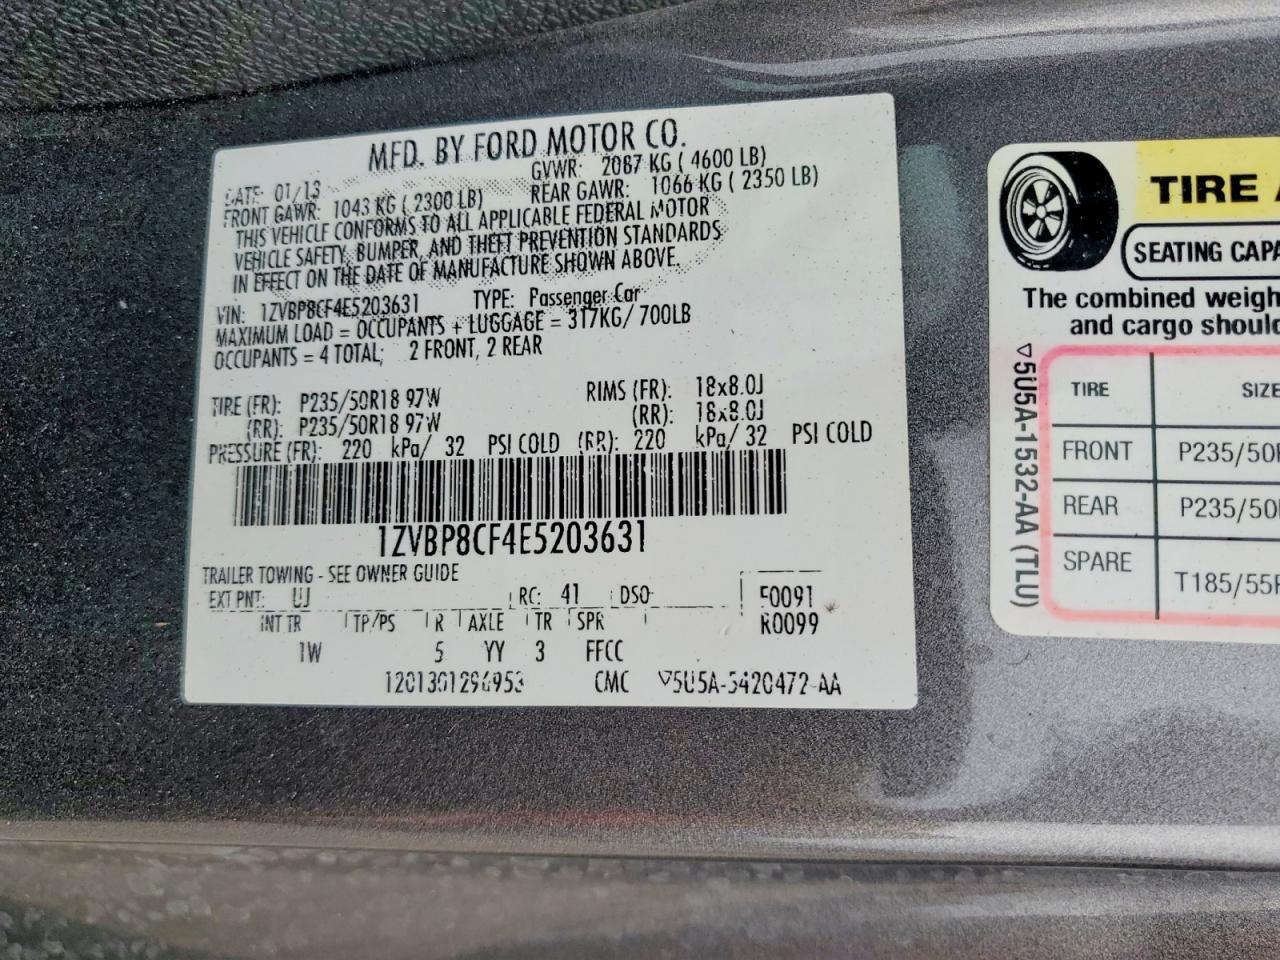 MFD. BY FORD MOTOR CO.
DATE: 01/13 GVWR: 2087 KG ( 4600 LB)
FRONT GAWR: 1043 KG ( 2300 LB) REAR GAWR: 1066 KG ( 2350 LB)
THIS VEHICLE CONFORMS TO ALL APPLICABLE FEDERAL MOTOR
VEHICLE SAFETY, BUMPER, AND THEFT PREVENTION STANDARDS
IN EFFECT ON THE DATE OF MANUFACTURE SHOWN ABOVE.
VIN: 1ZVBP8CF4E5203631 TYPE: Passenger Car
MAXIMUM LOAD = OCCUPANTS + LUGGAGE = 317KG/ 700LB
OCCUPANTS = 4 TOTAL; 2 FRONT, 2 REAR
TIRE (FR): P235/50R18 97W RIMS (FR): 18x8.0J
(RR): P235/50R18 97W (RR): 18x8.0J
PRESSURE (FR): 220 kPa/ 32 PSI COLD (RR): 220 kPa/ 32 PSI COLD
1ZVBP8CF4E5203631
TRAILER TOWING - SEE OWNER GUIDE
EXT PNT: UJ RC: 41 DSO F0091
INT TR TP/PS R AXLE TR SPR R0099
1W 5 YY 3 FFCC
CMC ▽5U5A-5420472-AA
TIRE
SEATING CAPA
The combined weigh
and cargo shoul
▽5U5A-1532-AA (TLU)
TIRE SIZE
FRONT P235/50
REAR P235/50
SPARE T185/55